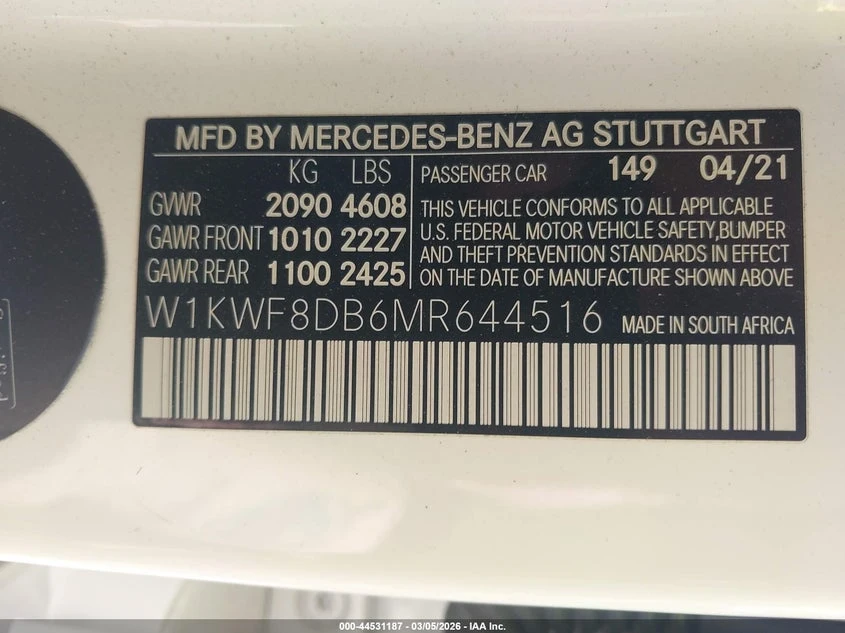 MFD BY MERCEDES-BENZ AG STUTTGART
KG LBS
GVWR 2090 4608
GAWR FRONT 1010 2227
GAWR REAR 1100 2425
PASSENGER CAR 149 04/21
THIS VEHICLE CONFORMS TO ALL APPLICABLE
U.S. FEDERAL MOTOR VEHICLE SAFETY,BUMPER
AND THEFT PREVENTION STANDARDS IN EFFECT
ON THE DATE OF MANUFACTURE SHOWN ABOVE
W1KWF8DB6MR644516 MADE IN SOUTH AFRICA
000-44531187 - 03/05/2026 - IAA Inc.